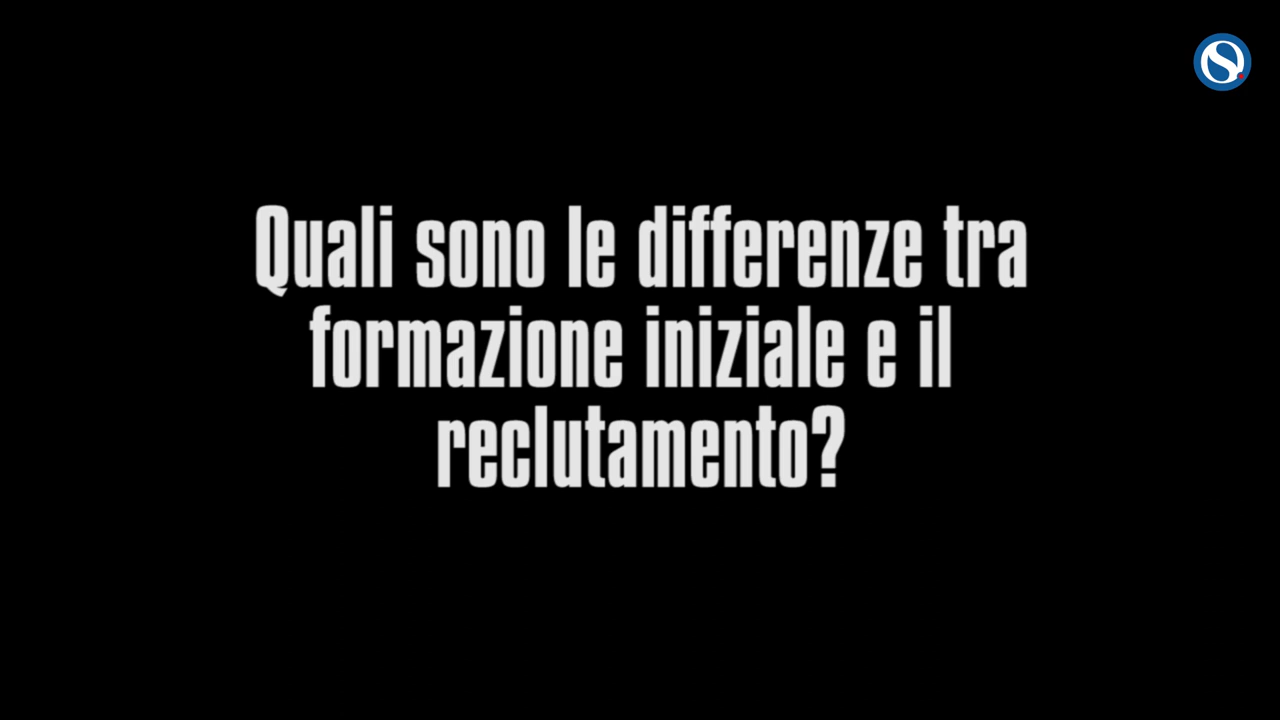 Quali sono le differenze tra
formazione iniziale e il
reclutamento?